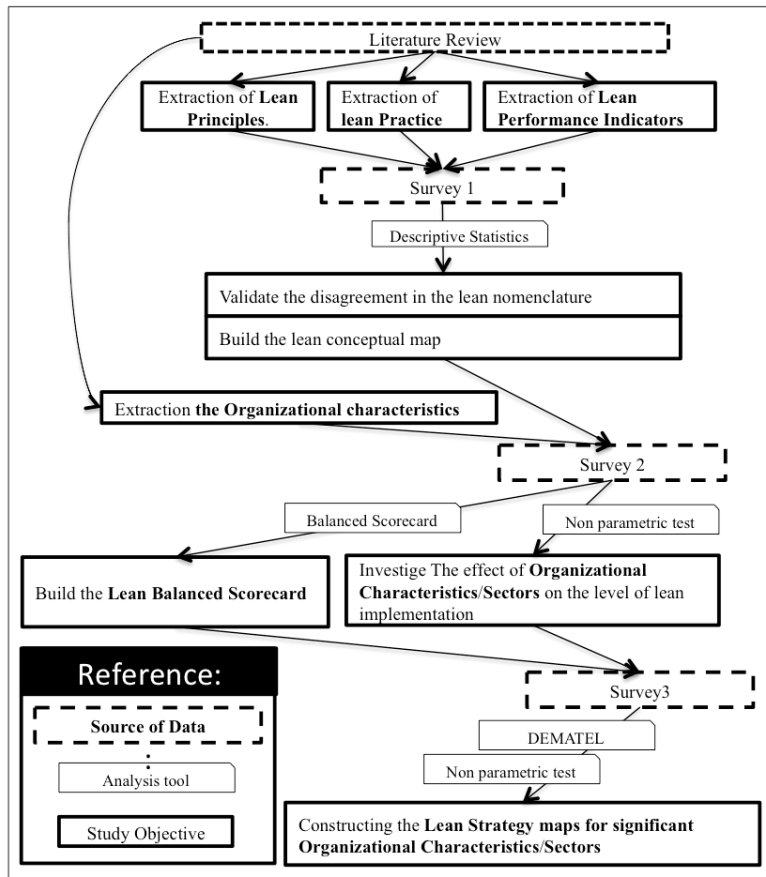 Literature Review
Extraction of Lean
Principles.
Extraction of
lean Practice
Extraction of Lean
Performance Indicators
Survey 1
Descriptive Statistics
Validate the disagreement in the lean nomenclature
Build the lean conceptual map
Extraction the Organizational characteristics
Survey 2
Balanced Scorecard
Non parametric test
Build the Lean Balanced Scorecard
Investige The effect of Organizational
Characteristics/Sectors on the level of lean
implementation
Reference:
Source of Data
Analysis tool
Study Objective
Survey3
DEMATEL
Non parametric test
Constructing the Lean Strategy maps for significant
Organizational Characteristics/Sectors